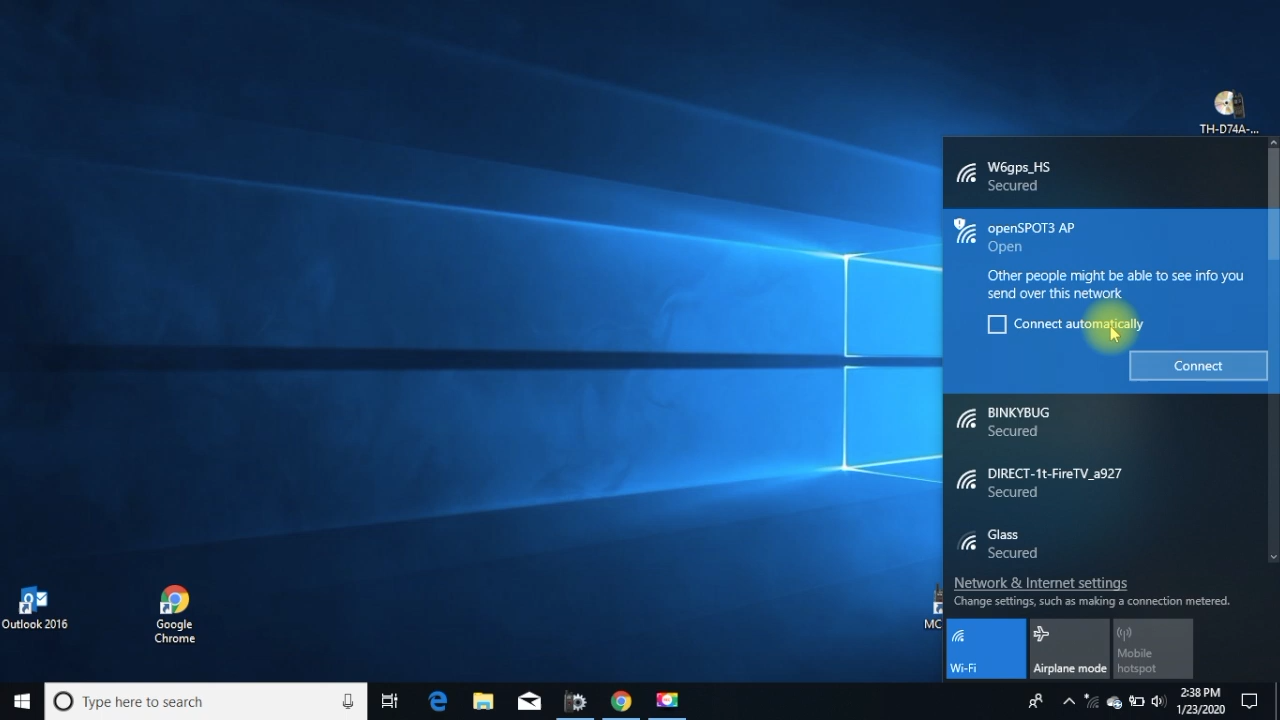 TH-D74A-...
W6gps_HS
Secured
openSPOT3 AP
Open
Other people might be able to see info you
send over this network
Connect automatically
Connect
BINKYBUG
Secured
DIRECT-1t-FireTV_a927
Secured
Glass
Secured
Network & Internet settings
Change settings, such as making a connection metered.
Wi-Fi
Airplane mode
Mobile
hotspot
Outlook 2016
Google
Chrome
MC
Type here to search
2:38 PM
1/23/2020